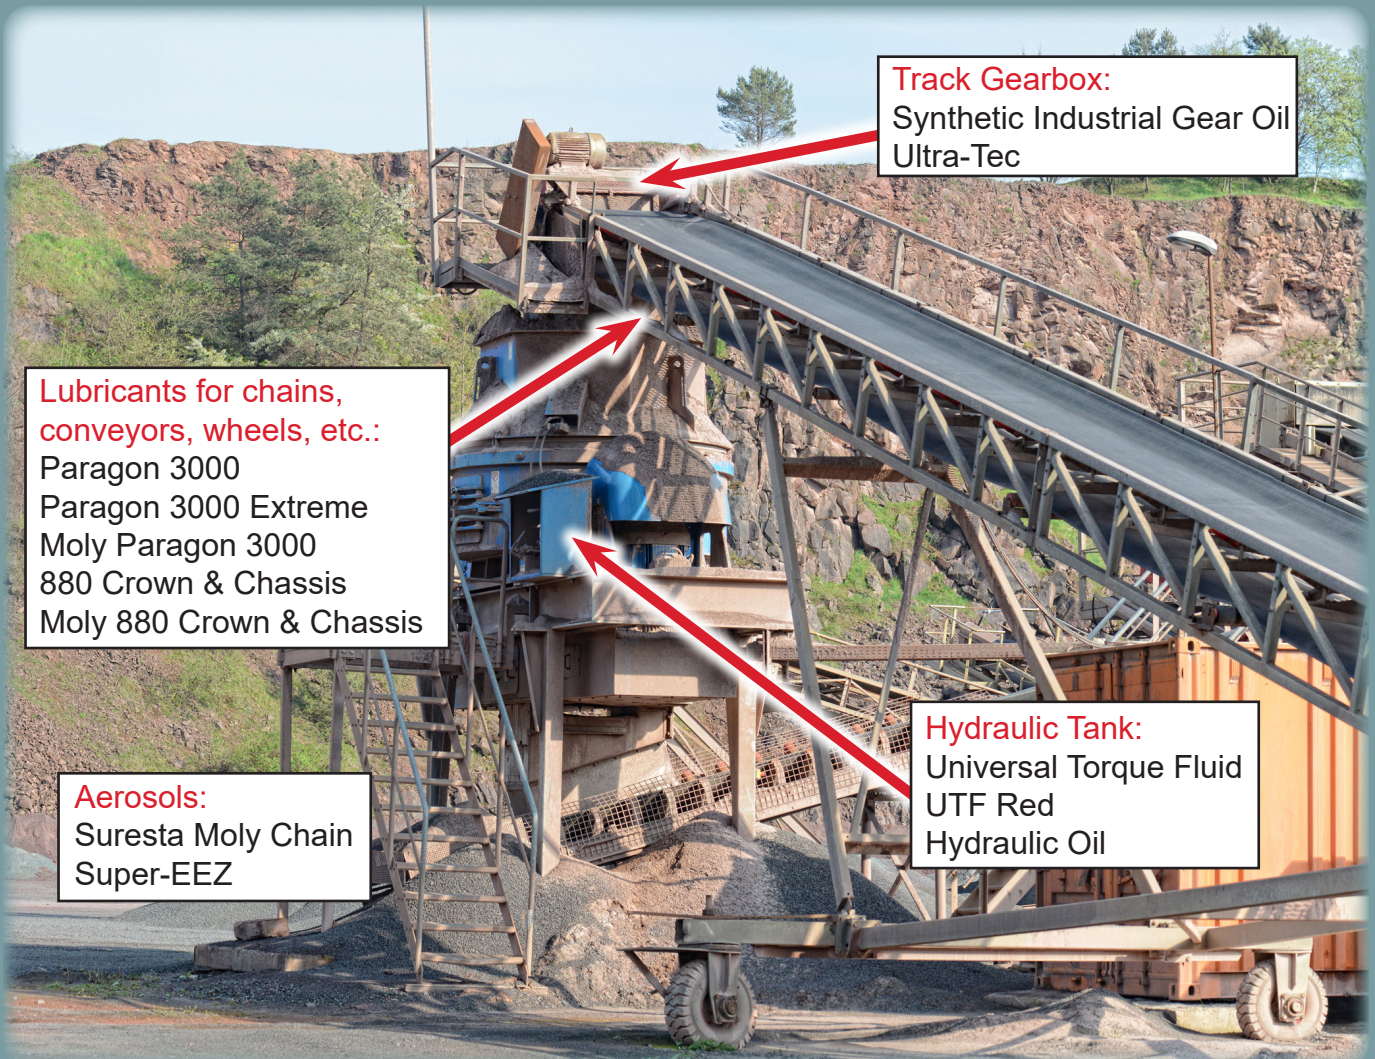 Track Gearbox:
Synthetic Industrial Gear Oil
Ultra-Tec
Lubricants for chains,
conveyors, wheels, etc.:
Paragon 3000
Paragon 3000 Extreme
Moly Paragon 3000
880 Crown & Chassis
Moly 880 Crown & Chassis
Hydraulic Tank:
Universal Torque Fluid
UTF Red
Hydraulic Oil
Aerosols:
Suresta Moly Chain
Super-EEZ